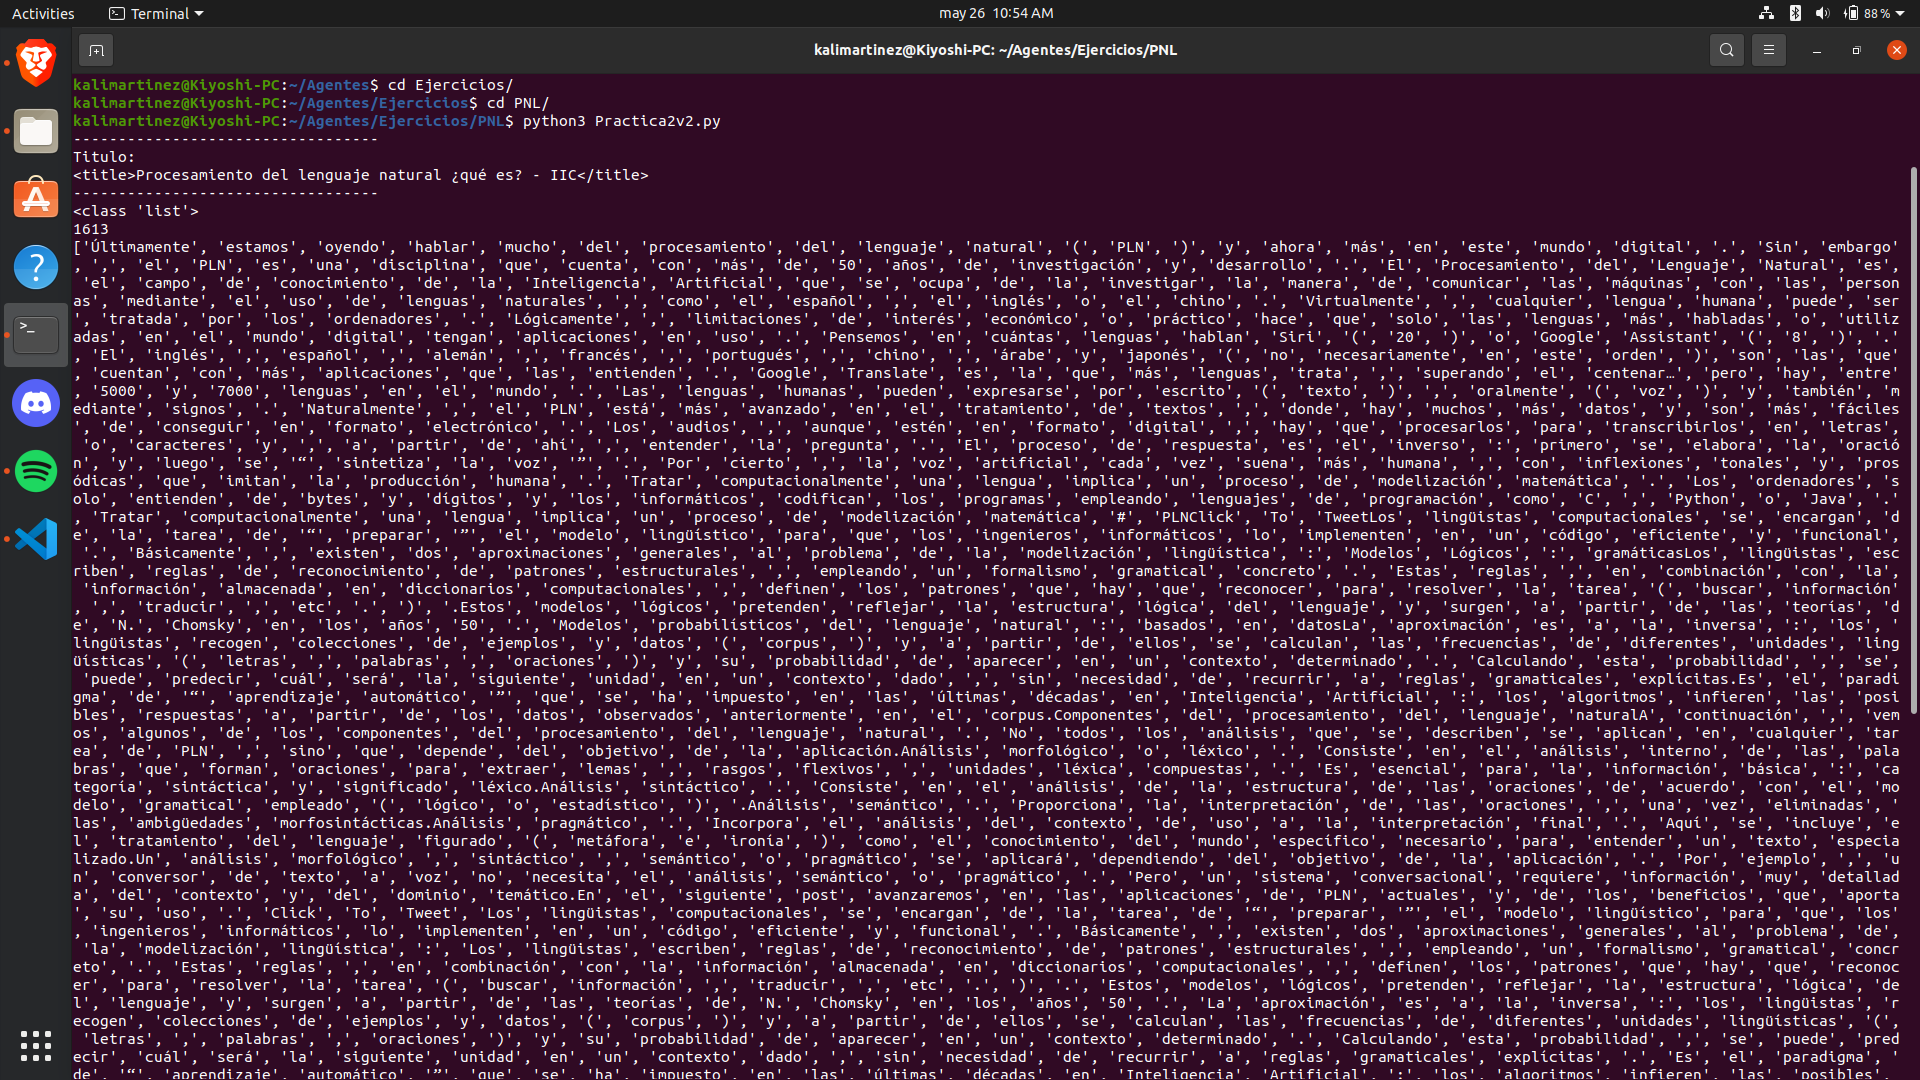 Activities
Terminal
may 26 10:54 AM
88 %
kalimartinez@Kiyoshi-PC: ~/Agentes/Ejercicios/PNL
kalimartinez@Kiyoshi-PC:~/Agentes$ cd Ejercicios/
kalimartinez@Kiyoshi-PC:~/Agentes/Ejercicios$ cd PNL/
kalimartinez@Kiyoshi-PC:~/Agentes/Ejercicios/PNL$ python3 Practica2v2.py
----------------------------------
Titulo:
<title>Procesamiento del lenguaje natural ¿qué es? - IIC</title>
----------------------------------
<class 'list'>
1613
['Últimamente', 'estamos', 'oyendo', 'hablar', 'mucho', 'del', 'procesamiento', 'del', 'lenguaje', 'natural', '(', 'PLN', ')', 'y', 'ahora', 'más', 'en', 'este', 'mundo', 'digital', '.', 'Sin', 'embargo'
, ',', 'el', 'PLN', 'es', 'una', 'disciplina', 'que', 'cuenta', 'con', 'más', 'de', '50', 'años', 'de', 'investigación', 'y', 'desarrollo', '.', 'El', 'Procesamiento', 'del', 'Lenguaje', 'Natural', 'es',
'el', 'campo', 'de', 'conocimiento', 'de', 'la', 'Inteligencia', 'Artificial', 'que', 'se', 'ocupa', 'de', 'la', 'investigar', 'la', 'manera', 'de', 'comunicar', 'las', 'máquinas', 'con', 'las', 'person
as', 'mediante', 'el', 'uso', 'de', 'lenguas', 'naturales', ',', 'como', 'el', 'español', ',', 'el', 'inglés', 'o', 'el', 'chino', '.', 'Virtualmente', ',', 'cualquier', 'lengua', 'humana', 'puede', 'ser
', 'tratada', 'por', 'los', 'ordenadores', '.', 'Lógicamente', ',', 'limitaciones', 'de', 'interés', 'económico', 'o', 'práctico', 'hace', 'que', 'solo', 'las', 'lenguas', 'más', 'habladas', 'o', 'utiliz
adas', 'en', 'el', 'mundo', 'digital', 'tengan', 'aplicaciones', 'en', 'uso', '.', 'Pensemos', 'en', 'cuántas', 'lenguas', 'hablan', 'Siri', '(', '20', ')', 'o', 'Google', 'Assistant', '(', '8', ')', '.'
, 'El', 'inglés', ',', 'español', ',', 'alemán', ',', 'francés', ',', 'portugués', ',', 'chino', ',', 'árabe', 'y', 'japonés', '(', 'no', 'necesariamente', 'en', 'este', 'orden', ')', 'son', 'las', 'que'
, 'cuentan', 'con', 'más', 'aplicaciones', 'que', 'las', 'entienden', '.', 'Google', 'Translate', 'es', 'la', 'que', 'más', 'lenguas', 'trata', ',', 'superando', 'el', 'centenar…', 'pero', 'hay', 'entre'
, '5000', 'y', '7000', 'lenguas', 'en', 'el', 'mundo', '.', 'Las', 'lenguas', 'humanas', 'pueden', 'expresarse', 'por', 'escrito', '(', 'texto', ')', ',', 'oralmente', '(', 'voz', ')', 'y', 'también', 'm
ediante', 'signos', '.', 'Naturalmente', ',', 'el', 'PLN', 'está', 'más', 'avanzado', 'en', 'el', 'tratamiento', 'de', 'textos', ',', 'donde', 'hay', 'muchos', 'más', 'datos', 'y', 'son', 'más', 'fáciles
', 'de', 'conseguir', 'en', 'formato', 'electrónico', '.', 'Los', 'audios', ',', 'aunque', 'estén', 'en', 'formato', 'digital', ',', 'hay', 'que', 'procesarlos', 'para', 'transcribirlos', 'en', 'letras',
'o', 'caracteres', 'y', ',', 'a', 'partir', 'de', 'ahí', ',', 'entender', 'la', 'pregunta', '.', 'El', 'proceso', 'de', 'respuesta', 'es', 'el', 'inverso', ':', 'primero', 'se', 'elabora', 'la', 'oració
n', 'y', 'luego', 'se', '“', 'sintetiza', 'la', 'voz', '”', '.', 'Por', 'cierto', ',', 'la', 'voz', 'artificial', 'cada', 'vez', 'suena', 'más', 'humana', ',', 'con', 'inflexiones', 'tonales', 'y', 'pros
ódicas', 'que', 'imitan', 'la', 'producción', 'humana', '.', 'Tratar', 'computacionalmente', 'una', 'lengua', 'implica', 'un', 'proceso', 'de', 'modelización', 'matemática', '.', 'Los', 'ordenadores', 's
olo', 'entienden', 'de', 'bytes', 'y', 'dígitos', 'y', 'los', 'informáticos', 'codifican', 'los', 'programas', 'empleando', 'lenguajes', 'de', 'programación', 'como', 'C', ',', 'Python', 'o', 'Java', '.'
, 'Tratar', 'computacionalmente', 'una', 'lengua', 'implica', 'un', 'proceso', 'de', 'modelización', 'matemática', '#', 'PLNClick', 'To', 'TweetLos', 'lingüistas', 'computacionales', 'se', 'encargan', 'd
e', 'la', 'tarea', 'de', '“', 'preparar', '”', 'el', 'modelo', 'lingüístico', 'para', 'que', 'los', 'ingenieros', 'informáticos', 'lo', 'implementen', 'en', 'un', 'código', 'eficiente', 'y', 'funcional',
'.', 'Básicamente', ',', 'existen', 'dos', 'aproximaciones', 'generales', 'al', 'problema', 'de', 'la', 'modelización', 'lingüística', ':', 'Modelos', 'Lógicos', ':', 'gramáticasLos', 'lingüistas', 'esc
riben', 'reglas', 'de', 'reconocimiento', 'de', 'patrones', 'estructurales', ',', 'empleando', 'un', 'formalismo', 'gramatical', 'concreto', '.', 'Estas', 'reglas', ',', 'en', 'combinación', 'con', 'la',
'información', 'almacenada', 'en', 'diccionarios', 'computacionales', ',', 'definen', 'los', 'patrones', 'que', 'hay', 'que', 'reconocer', 'para', 'resolver', 'la', 'tarea', '(', 'buscar', 'información'
, ',', 'traducir', ',', 'etc', '.', ')', '.Estos', 'modelos', 'lógicos', 'pretenden', 'reflejar', 'la', 'estructura', 'lógica', 'del', 'lenguaje', 'y', 'surgen', 'a', 'partir', 'de', 'las', 'teorías', 'd
e', 'N.', 'Chomsky', 'en', 'los', 'años', '50', '.', 'Modelos', 'probabilísticos', 'del', 'lenguaje', 'natural', ':', 'basados', 'en', 'datosLa', 'aproximación', 'es', 'a', 'la', 'inversa', ':', 'los', '
lingüistas', 'recogen', 'colecciones', 'de', 'ejemplos', 'y', 'datos', '(', 'corpus', ')', 'y', 'a', 'partir', 'de', 'ellos', 'se', 'calculan', 'las', 'frecuencias', 'de', 'diferentes', 'unidades', 'ling
üísticas', '(', 'letras', ',', 'palabras', ',', 'oraciones', ')', 'y', 'su', 'probabilidad', 'de', 'aparecer', 'en', 'un', 'contexto', 'determinado', '.', 'Calculando', 'esta', 'probabilidad', ',', 'se',
'puede', 'predecir', 'cuál', 'será', 'la', 'siguiente', 'unidad', 'en', 'un', 'contexto', 'dado', ',', 'sin', 'necesidad', 'de', 'recurrir', 'a', 'reglas', 'gramaticales', 'explícitas.Es', 'el', 'paradi
gma', 'de', '“', 'aprendizaje', 'automático', '”', 'que', 'se', 'ha', 'impuesto', 'en', 'las', 'últimas', 'décadas', 'en', 'Inteligencia', 'Artificial', ':', 'los', 'algoritmos', 'infieren', 'las', 'posi
bles', 'respuestas', 'a', 'partir', 'de', 'los', 'datos', 'observados', 'anteriormente', 'en', 'el', 'corpus.Componentes', 'del', 'procesamiento', 'del', 'lenguaje', 'naturalA', 'continuación', ',', 'vem
os', 'algunos', 'de', 'los', 'componentes', 'del', 'procesamiento', 'del', 'lenguaje', 'natural', '.', 'No', 'todos', 'los', 'análisis', 'que', 'se', 'describen', 'se', 'aplican', 'en', 'cualquier', 'tar
ea', 'de', 'PLN', ',', 'sino', 'que', 'depende', 'del', 'objetivo', 'de', 'la', 'aplicación.Análisis', 'morfológico', 'o', 'léxico', '.', 'Consiste', 'en', 'el', 'análisis', 'interno', 'de', 'las', 'pala
bras', 'que', 'forman', 'oraciones', 'para', 'extraer', 'lemas', ',', 'rasgos', 'flexivos', ',', 'unidades', 'léxica', 'compuestas', '.', 'Es', 'esencial', 'para', 'la', 'información', 'básica', ':', 'ca
tegoría', 'sintáctica', 'y', 'significado', 'léxico.Análisis', 'sintáctico', '.', 'Consiste', 'en', 'el', 'análisis', 'de', 'la', 'estructura', 'de', 'las', 'oraciones', 'de', 'acuerdo', 'con', 'el', 'mo
delo', 'gramatical', 'empleado', '(', 'lógico', 'o', 'estadístico', ')', '.Análisis', 'semántico', '.', 'Proporciona', 'la', 'interpretación', 'de', 'las', 'oraciones', ',', 'una', 'vez', 'eliminadas', '
las', 'ambigüedades', 'morfosintácticas.Análisis', 'pragmático', '.', 'Incorpora', 'el', 'análisis', 'del', 'contexto', 'de', 'uso', 'a', 'la', 'interpretación', 'final', '.', 'Aquí', 'se', 'incluye', 'e
l', 'tratamiento', 'del', 'lenguaje', 'figurado', '(', 'metáfora', 'e', 'ironía', ')', 'como', 'el', 'conocimiento', 'del', 'mundo', 'específico', 'necesario', 'para', 'entender', 'un', 'texto', 'especia
lizado.Un', 'análisis', 'morfológico', ',', 'sintáctico', ',', 'semántico', 'o', 'pragmático', 'se', 'aplicará', 'dependiendo', 'del', 'objetivo', 'de', 'la', 'aplicación', '.', 'Por', 'ejemplo', ',', 'u
n', 'conversor', 'de', 'texto', 'a', 'voz', 'no', 'necesita', 'el', 'análisis', 'semántico', 'o', 'pragmático', '.', 'Pero', 'un', 'sistema', 'conversacional', 'requiere', 'información', 'muy', 'detallad
a', 'del', 'contexto', 'y', 'del', 'dominio', 'temático.En', 'el', 'siguiente', 'post', 'avanzaremos', 'en', 'las', 'aplicaciones', 'de', 'PLN', 'actuales', 'y', 'de', 'los', 'beneficios', 'que', 'aporta
', 'su', 'uso', '.', 'Click', 'To', 'Tweet', 'Los', 'lingüistas', 'computacionales', 'se', 'encargan', 'de', 'la', 'tarea', 'de', '“', 'preparar', '”', 'el', 'modelo', 'lingüístico', 'para', 'que', 'los'
, 'ingenieros', 'informáticos', 'lo', 'implementen', 'en', 'un', 'código', 'eficiente', 'y', 'funcional', '.', 'Básicamente', ',', 'existen', 'dos', 'aproximaciones', 'generales', 'al', 'problema', 'de',
'la', 'modelización', 'lingüística', ':', 'Los', 'lingüistas', 'escriben', 'reglas', 'de', 'reconocimiento', 'de', 'patrones', 'estructurales', ',', 'empleando', 'un', 'formalismo', 'gramatical', 'concr
eto', '.', 'Estas', 'reglas', ',', 'en', 'combinación', 'con', 'la', 'información', 'almacenada', 'en', 'diccionarios', 'computacionales', ',', 'definen', 'los', 'patrones', 'que', 'hay', 'que', 'reconoc
er', 'para', 'resolver', 'la', 'tarea', '(', 'buscar', 'información', ',', 'traducir', ',', 'etc', '.', ')', '.', 'Estos', 'modelos', 'lógicos', 'pretenden', 'reflejar', 'la', 'estructura', 'lógica', 'de
l', 'lenguaje', 'y', 'surgen', 'a', 'partir', 'de', 'las', 'teorías', 'de', 'N.', 'Chomsky', 'en', 'los', 'años', '50', '.', 'La', 'aproximación', 'es', 'a', 'la', 'inversa', ':', 'los', 'lingüistas', 'r
ecogen', 'colecciones', 'de', 'ejemplos', 'y', 'datos', '(', 'corpus', ')', 'y', 'a', 'partir', 'de', 'ellos', 'se', 'calculan', 'las', 'frecuencias', 'de', 'diferentes', 'unidades', 'lingüísticas', '(',
'letras', ',', 'palabras', ',', 'oraciones', ')', 'y', 'su', 'probabilidad', 'de', 'aparecer', 'en', 'un', 'contexto', 'determinado', '.', 'Calculando', 'esta', 'probabilidad', ',', 'se', 'puede', 'pred
ecir', 'cuál', 'será', 'la', 'siguiente', 'unidad', 'en', 'un', 'contexto', 'dado', ',', 'sin', 'necesidad', 'de', 'recurrir', 'a', 'reglas', 'gramaticales', 'explícitas', '.', 'Es', 'el', 'paradigma', '
de', '“', 'aprendizaje', 'automático', '”', 'que', 'se', 'ha', 'impuesto', 'en', 'las', 'últimas', 'décadas', 'en', 'Inteligencia', 'Artificial', ':', 'los', 'algoritmos', 'infieren', 'las', 'posibles',